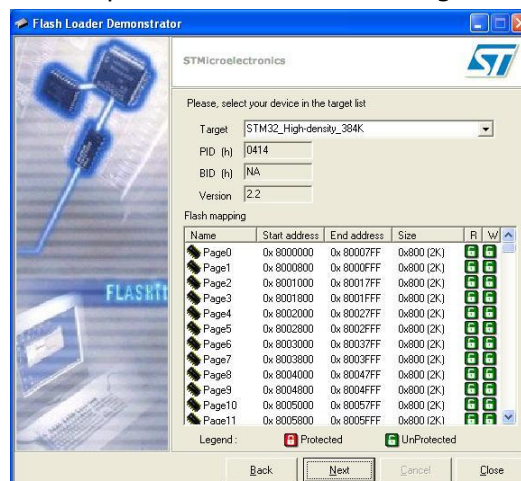 Flash Loader Demonstrator
STMicroelectronics
ST
Please, select your device in the target list
Target STM32_High-density_384K
PID (h) 0414
BID (h) NA
Version 2.2
Flash mapping
Name Start address End address Size R W
Page0 0x 8000000 0x 80007FF 0x800 (2K)
Page1 0x 8000800 0x 8000FFF 0x800 (2K)
Page2 0x 8001000 0x 80017FF 0x800 (2K)
Page3 0x 8001800 0x 8001FFF 0x800 (2K)
Page4 0x 8002000 0x 80027FF 0x800 (2K)
Page5 0x 8002800 0x 8002FFF 0x800 (2K)
Page6 0x 8003000 0x 80037FF 0x800 (2K)
Page7 0x 8003800 0x 8003FFF 0x800 (2K)
Page8 0x 8004000 0x 80047FF 0x800 (2K)
Page9 0x 8004800 0x 8004FFF 0x800 (2K)
Page10 0x 8005000 0x 80057FF 0x800 (2K)
Page11 0x 8005800 0x 8005FFF 0x800 (2K)
Legend : Protected UnProtected
Back Next Cancel Close